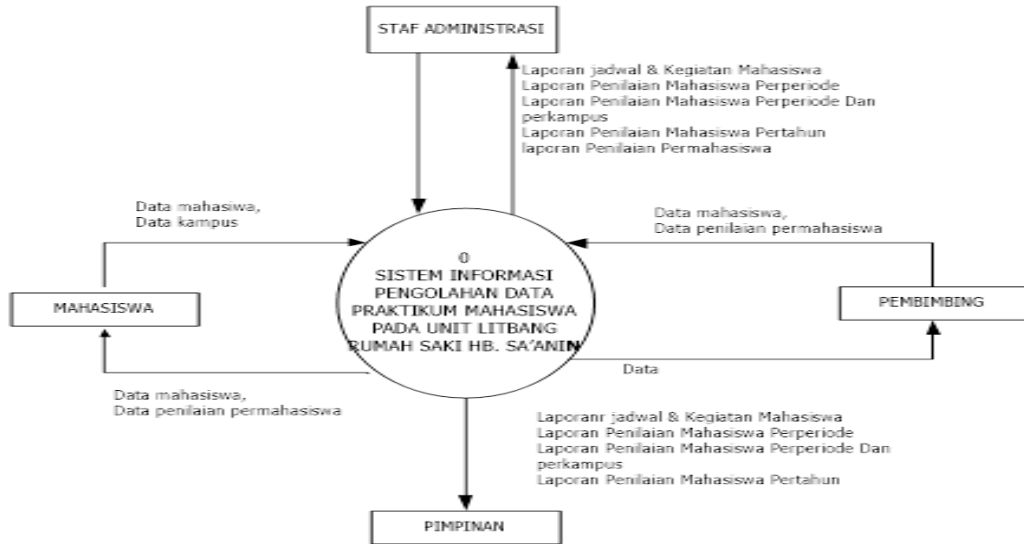 STAF ADMINISTRASI
Laporan jadwal & Kegiatan Mahasiswa
Laporan Penilaian Mahasiswa Perperiode
Laporan Penilaian Mahasiswa Perperiode Dan
perkampus
Laporan Penilaian Mahasiswa Pertahun
laporan Penilaian Permahasiswa
Data mahasiwa,
Data kampus
Data mahasiswa,
Data penilaian permahasiswa
0
SISTEM INFORMASI
PENGOLAHAN DATA
PRAKTIKUM MAHASISWA
PADA UNIT LITBANG
RUMAH SAKI HB. SA'ANIN
MAHASISWA
PEMBIMBING
Data
Data mahasiswa,
Data penilaian permahasiswa
Laporanr jadwal & Kegiatan Mahasiswa
Laporan Penilaian Mahasiswa Perperiode
Laporan Penilaian Mahasiswa Perperiode Dan
perkampus
Laporan Penilaian Mahasiswa Pertahun
PIMPINAN